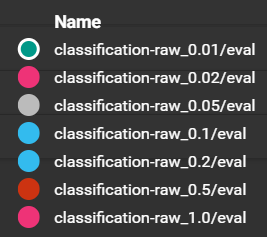 Name
classification-raw_0.01/eval
classification-raw_0.02/eval
classification-raw_0.05/eval
classification-raw_0.1/eval
classification-raw_0.2/eval
classification-raw_0.5/eval
classification-raw_1.0/eval